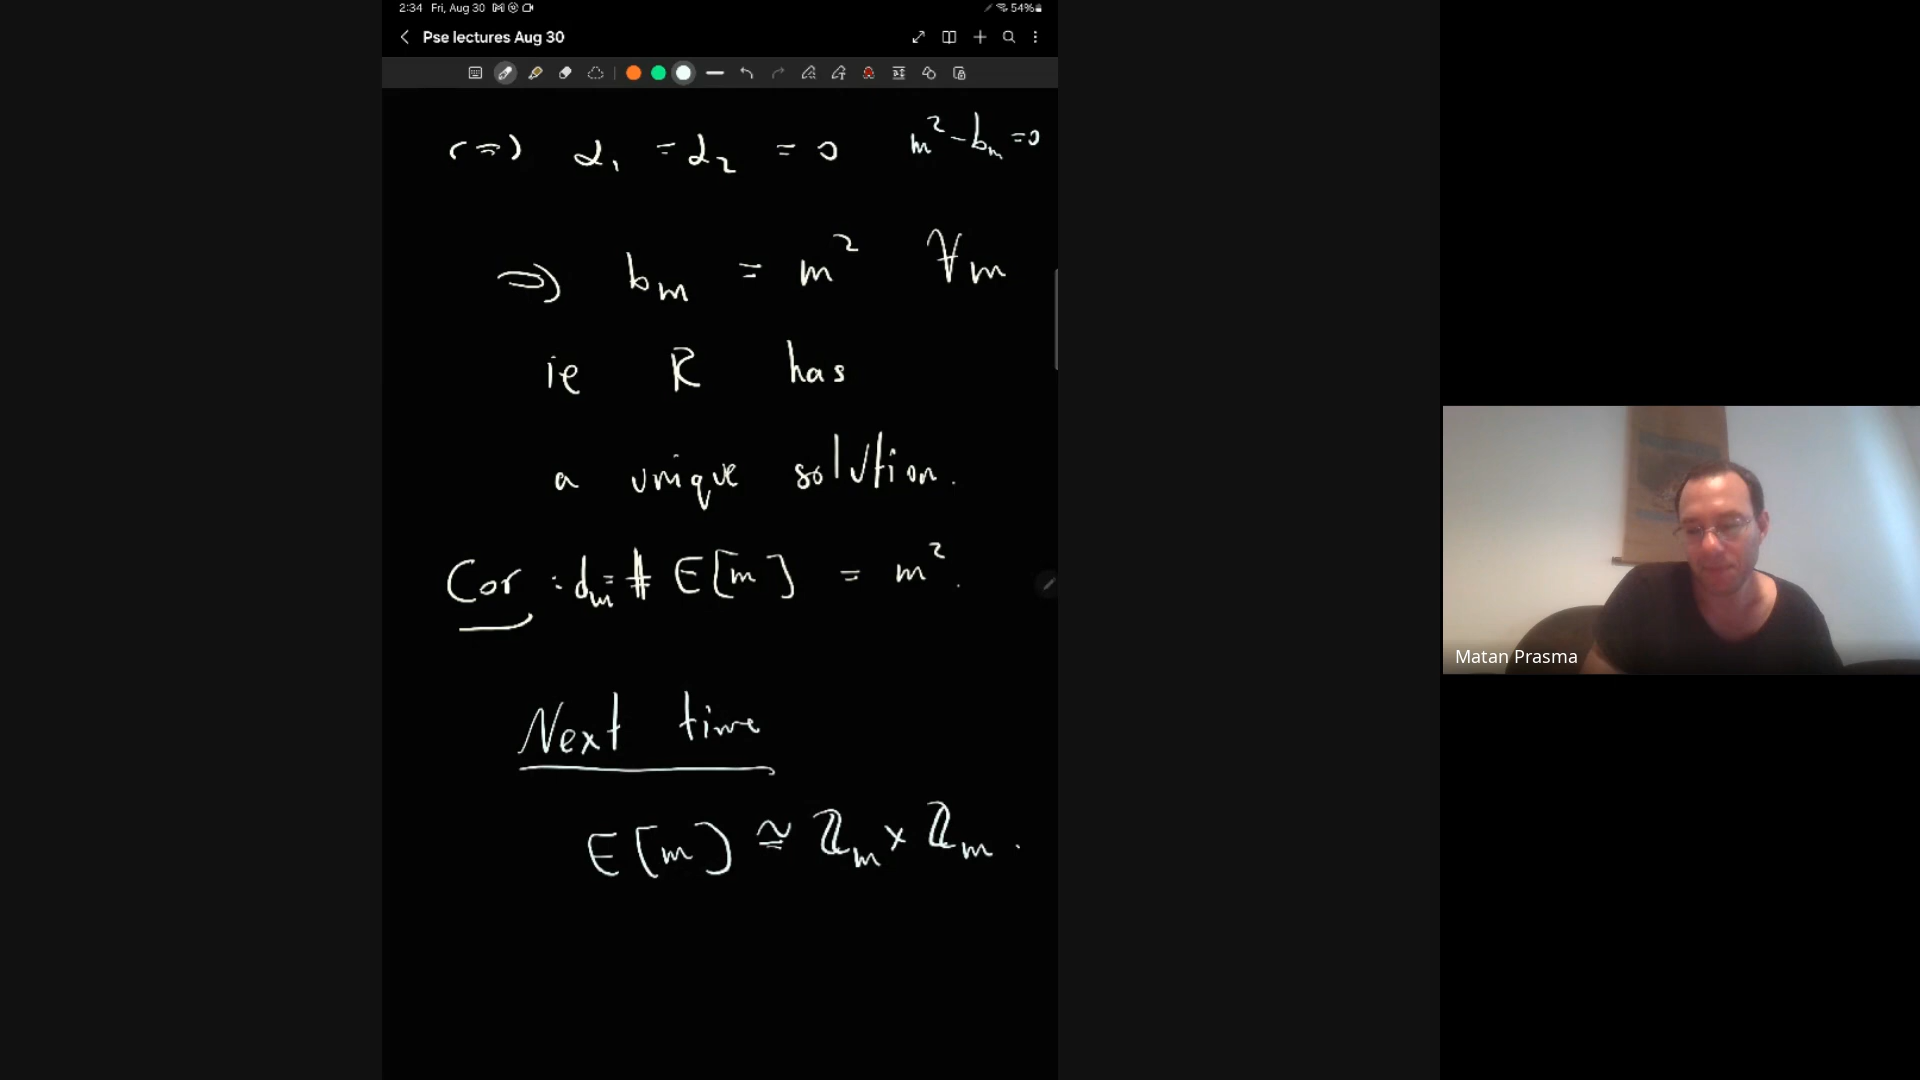 2:34 Fri, Aug 30
54%
Pse lectures Aug 30
(⇒) α₁ = α₂ = 0 m² - bₘ = 0
⇒ bₘ = m² ∀m
ie R has
a unique solution.
Cor : dₘ = # E[m] = m².
Next time
E[m] ≅ ℤₘ × ℤₘ.
Matan Prasma